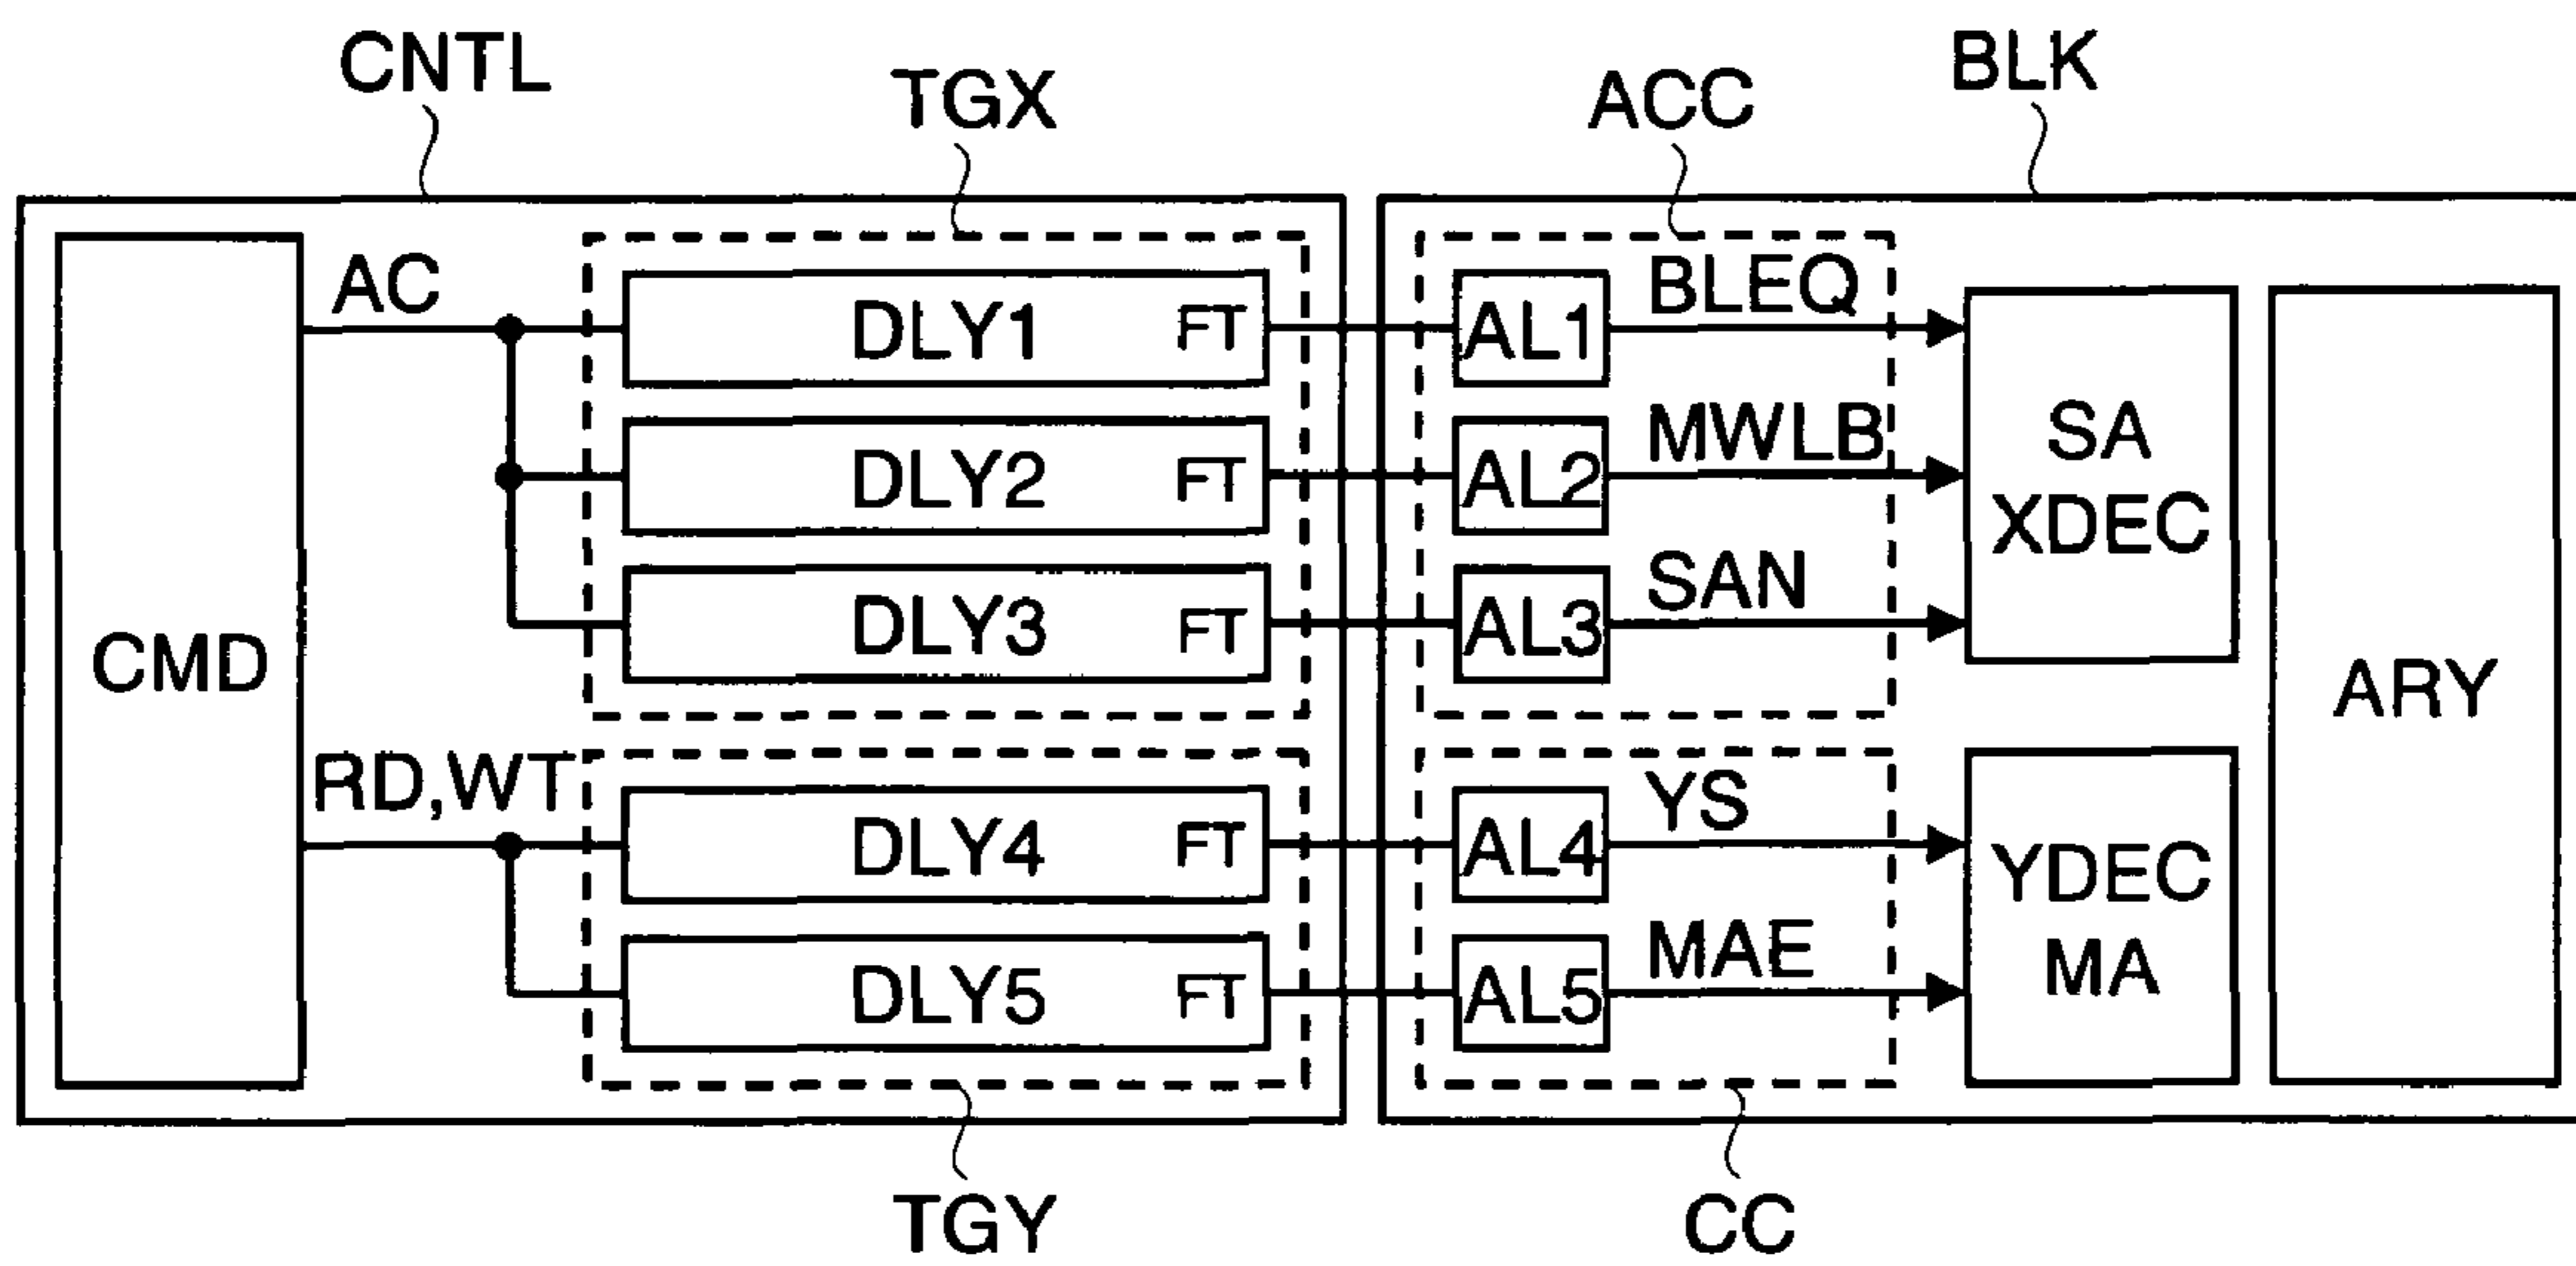 CNTL
TGX
ACC
BLK
AC
DLY1 FT
AL1
BLEQ
DLY2 FT
AL2
MWLB
DLY3 FT
AL3
SAN
SA
XDEC
CMD
ARY
RD,WT
DLY4 FT
AL4
YS
DLY5 FT
AL5
MAE
YDEC
MA
TGY
CC